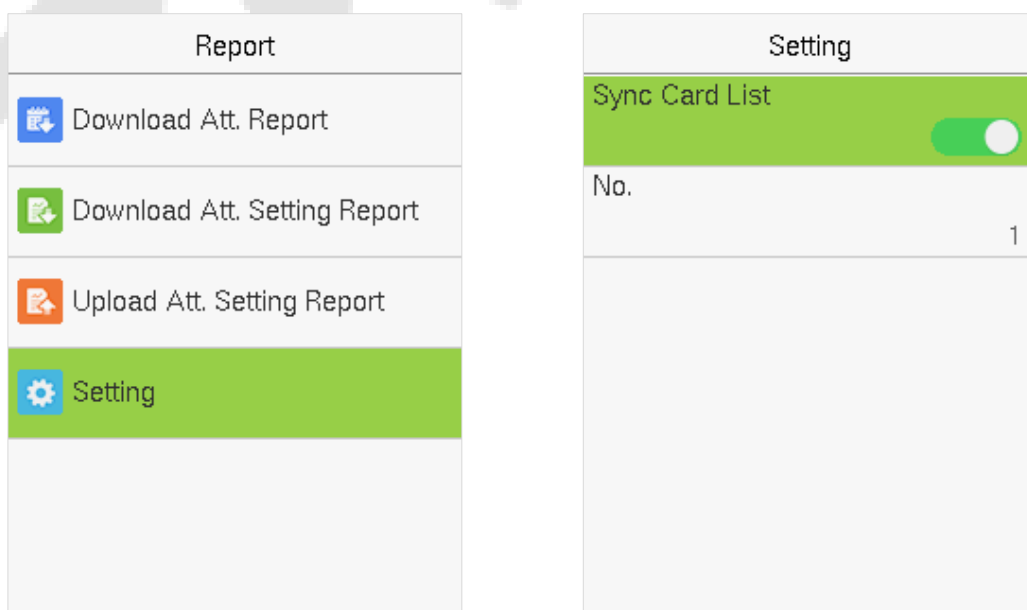 Report
Download Att. Report
Download Att. Setting Report
Upload Att. Setting Report
Setting
Setting
Sync Card List
No.
1